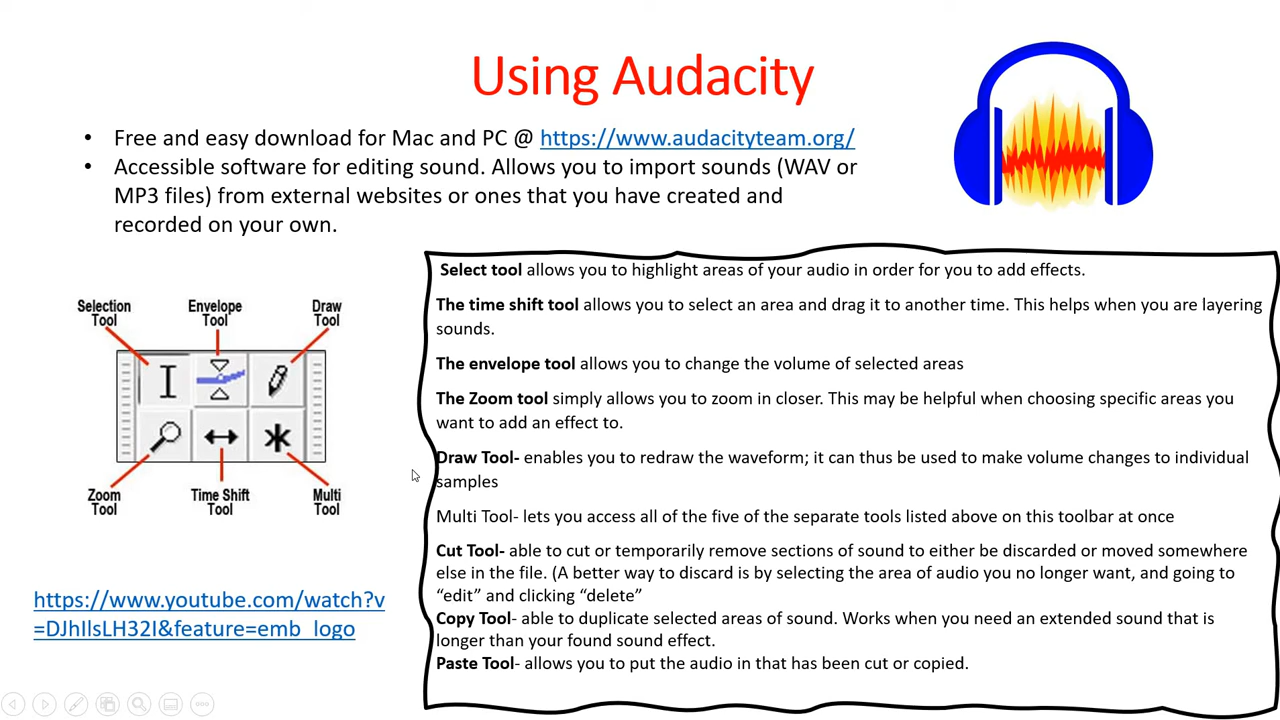 Using Audacity
• Free and easy download for Mac and PC @ https://www.audacityteam.org/
• Accessible software for editing sound. Allows you to import sounds (WAV or
MP3 files) from external websites or ones that you have created and
recorded on your own.
Selection
Tool
Envelope
Tool
Draw
Tool
Zoom
Tool
Time Shift
Tool
Multi
Tool
https://www.youtube.com/watch?v
=DJhIlsLH32I&feature=emb_logo
Select tool allows you to highlight areas of your audio in order for you to add effects.
The time shift tool allows you to select an area and drag it to another time. This helps when you are layering
sounds.
The envelope tool allows you to change the volume of selected areas
The Zoom tool simply allows you to zoom in closer. This may be helpful when choosing specific areas you
want to add an effect to.
Draw Tool- enables you to redraw the waveform; it can thus be used to make volume changes to individual
samples
Multi Tool- lets you access all of the five of the separate tools listed above on this toolbar at once
Cut Tool- able to cut or temporarily remove sections of sound to either be discarded or moved somewhere
else in the file. (A better way to discard is by selecting the area of audio you no longer want, and going to
“edit” and clicking “delete”
Copy Tool- able to duplicate selected areas of sound. Works when you need an extended sound that is
longer than your found sound effect.
Paste Tool- allows you to put the audio in that has been cut or copied.